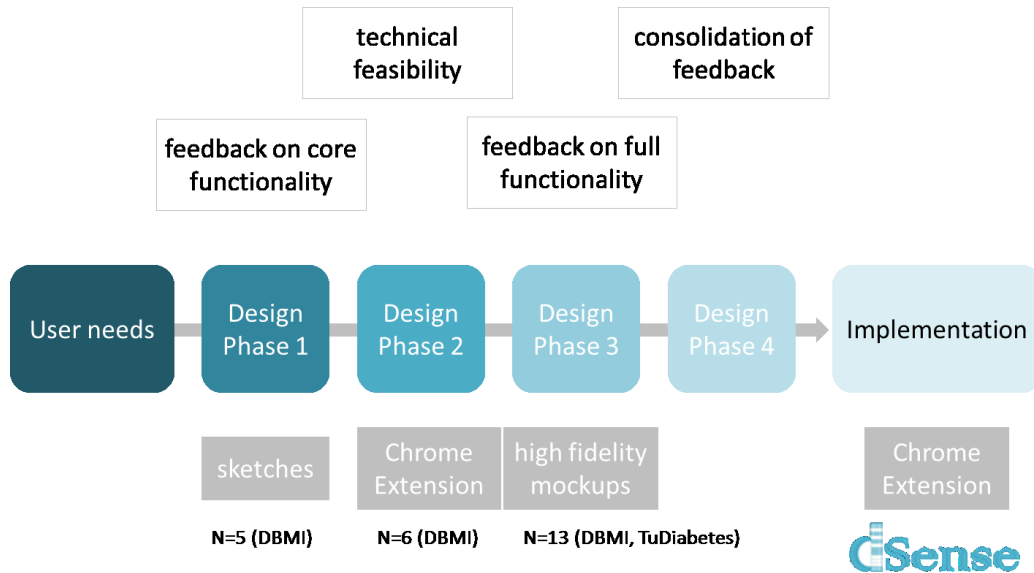 technical
feasibility
consolidation of
feedback
feedback on core
functionality
feedback on full
functionality
User needs
Design
Phase 1
Design
Phase 2
Design
Phase 3
Design
Phase 4
Implementation
sketches
Chrome
Extension
high fidelity
mockups
Chrome
Extension
N=5 (DBMI)
N=6 (DBMI)
N=13 (DBMI, TuDiabetes)
dSense